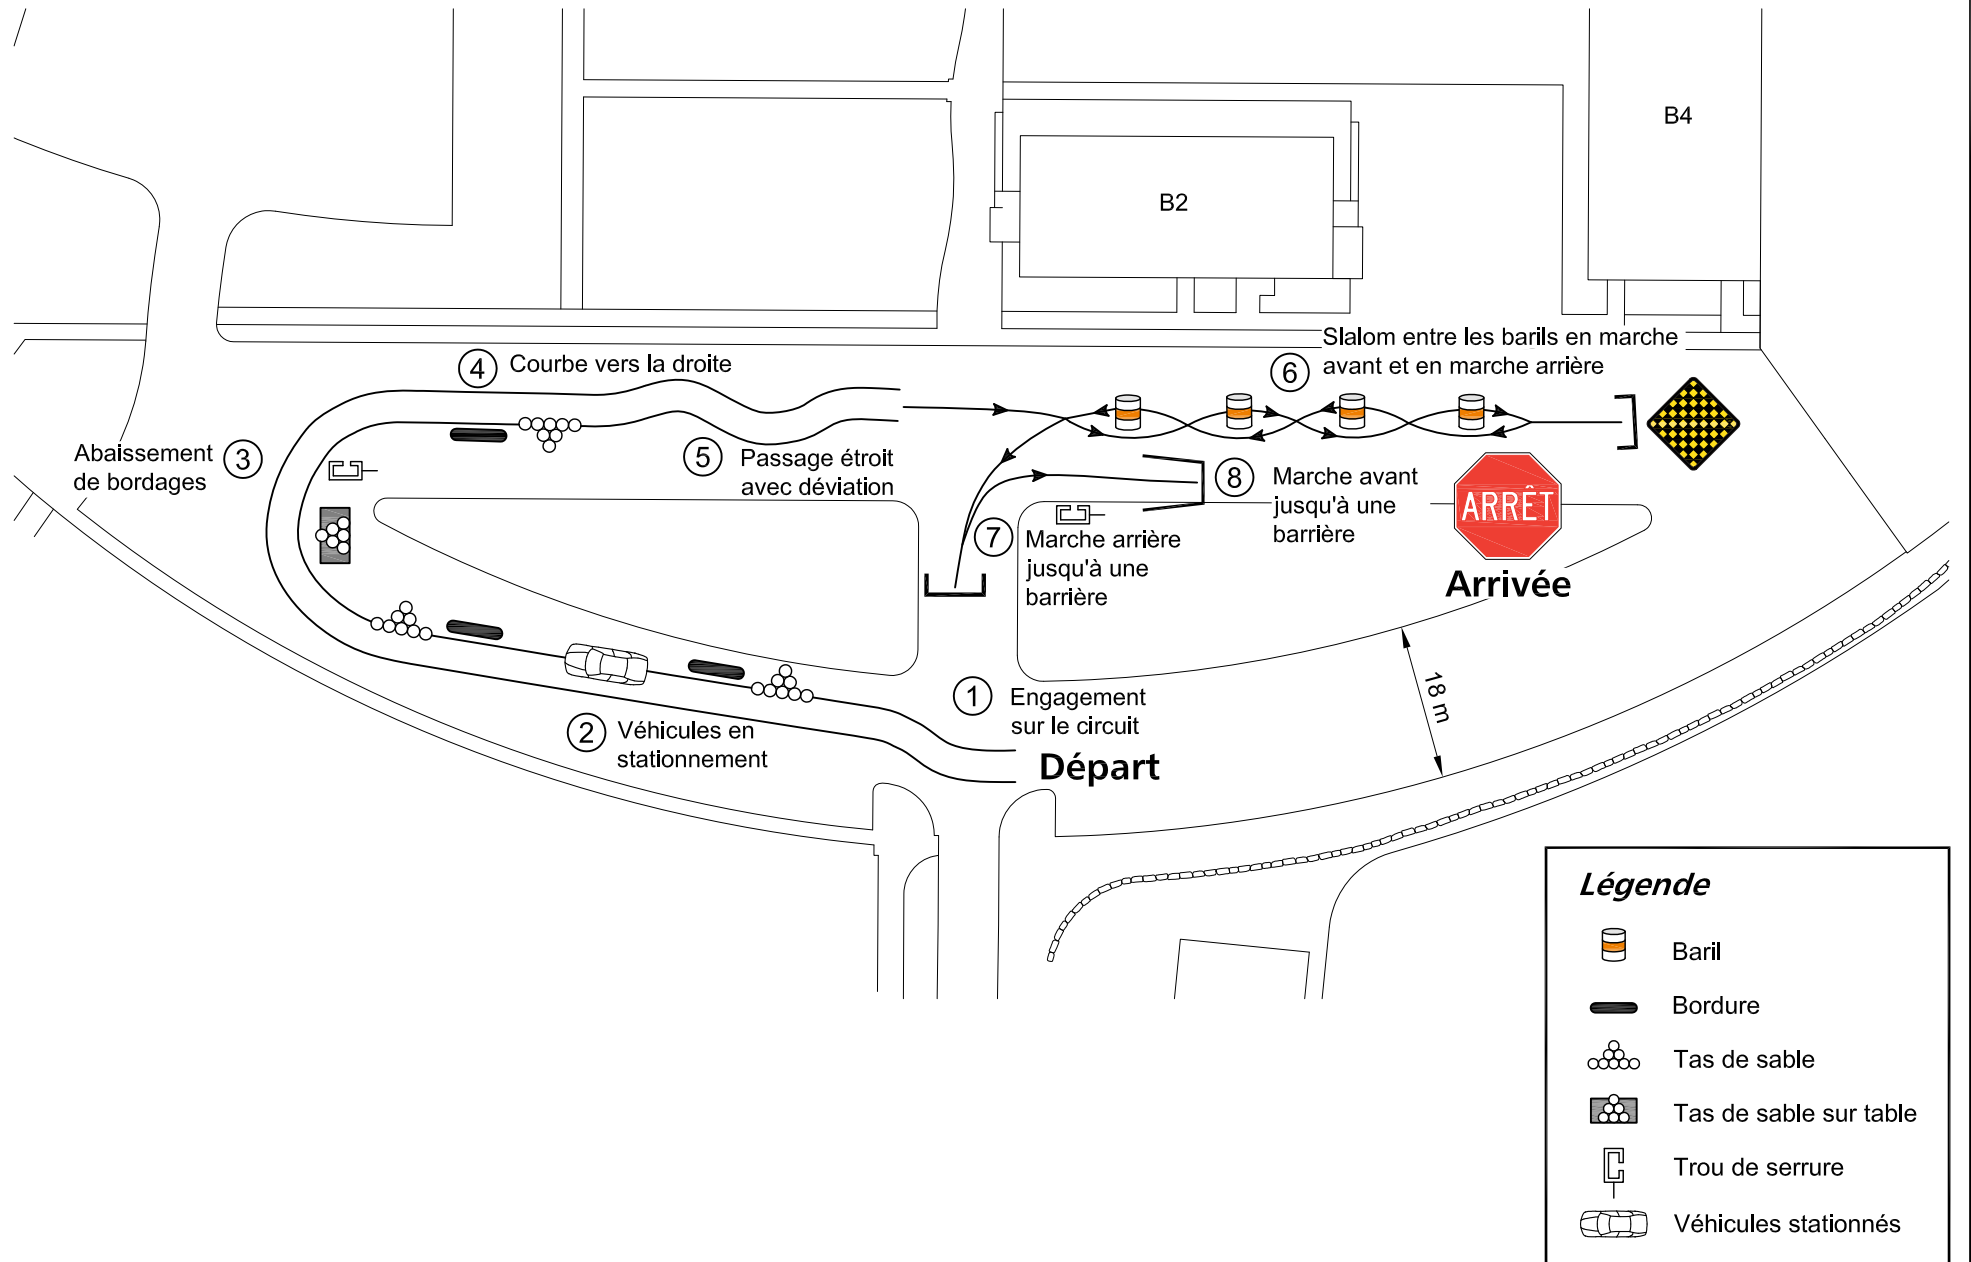 B4
B2
Slalom entre les barils en marche
avant et en marche arrière
6
4
Courbe vers la droite
3
Abaissement
de bordages
5
Passage étroit
avec déviation
8
Marche avant
jusqu'à une
barrière
ARRÊT
Arrivée
7
Marche arrière
jusqu'à une
barrière
1
Engagement
sur le circuit
2
Véhicules en
stationnement
Départ
18 m
Légende
Baril
Bordure
Tas de sable
Tas de sable sur table
Trou de serrure
Véhicules stationnés